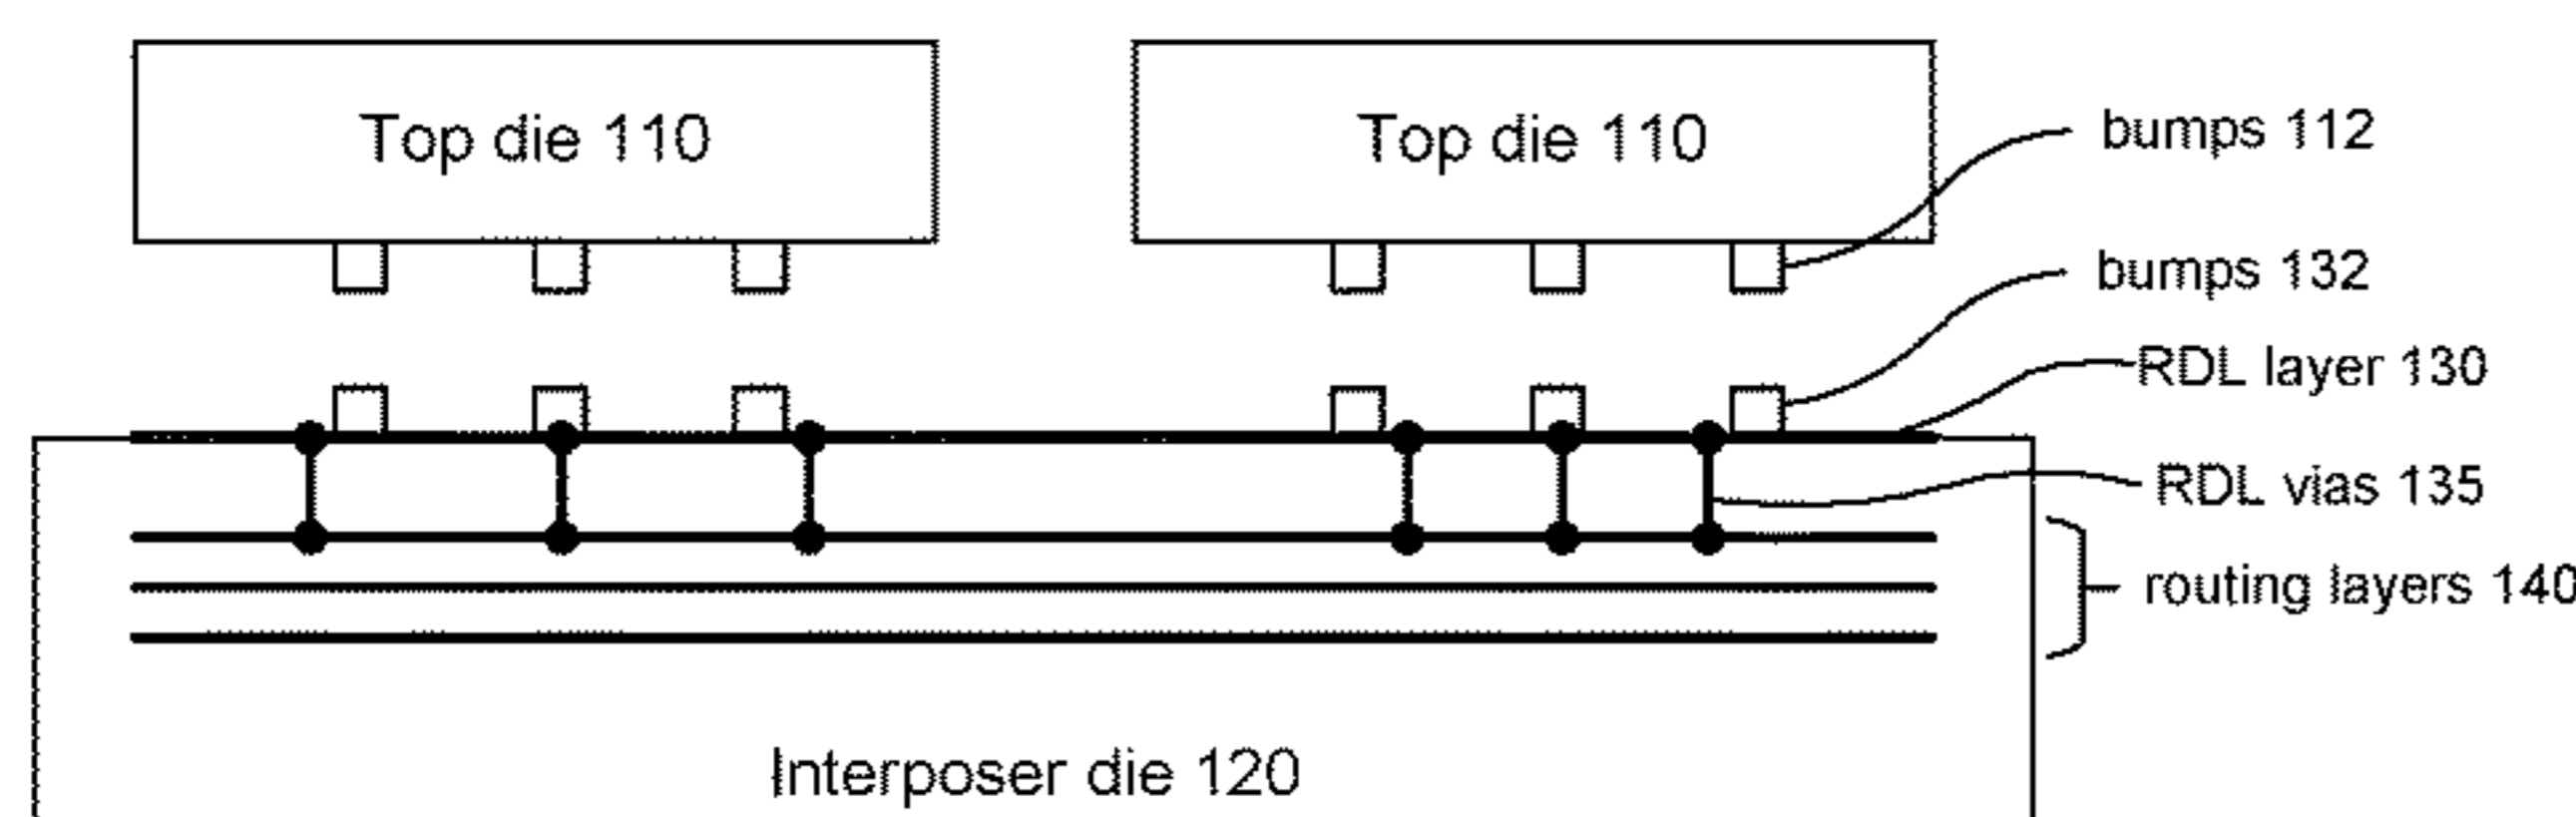 Top die 110
Top die 110
bumps 112
bumps 132
RDL layer 130
RDL vias 135
routing layers 140
Interposer die 120